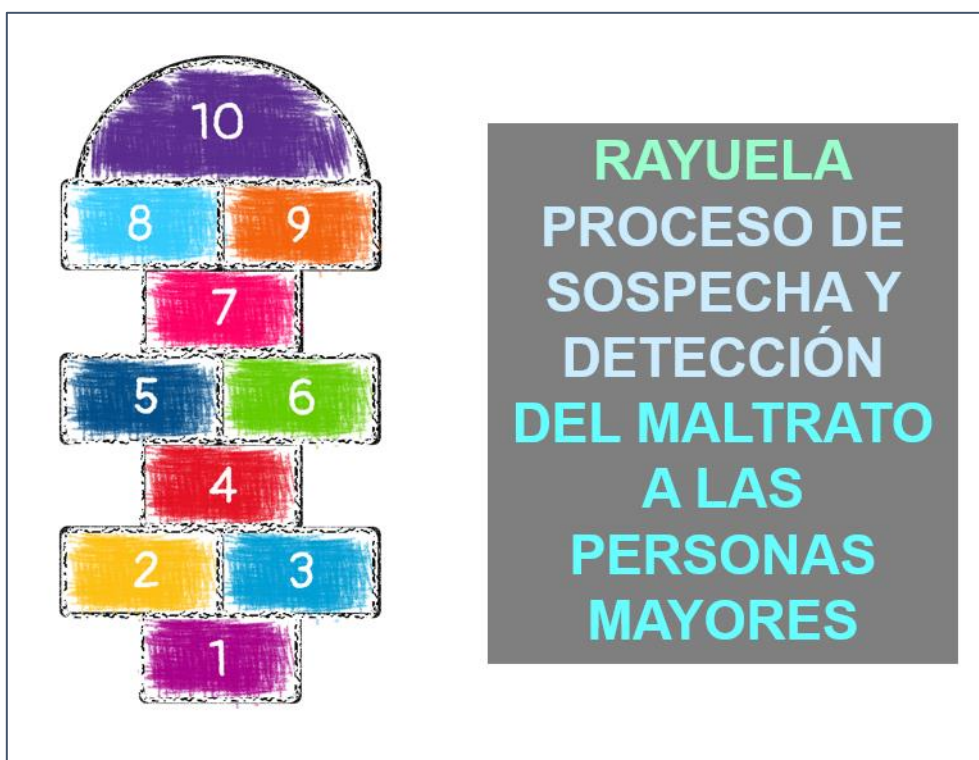 10
8 9
7
5 6
4
2 3
1
RAYUELA
PROCESO DE
SOSPECHA Y
DETECCIÓN
DEL MALTRATO
A LAS
PERSONAS
MAYORES